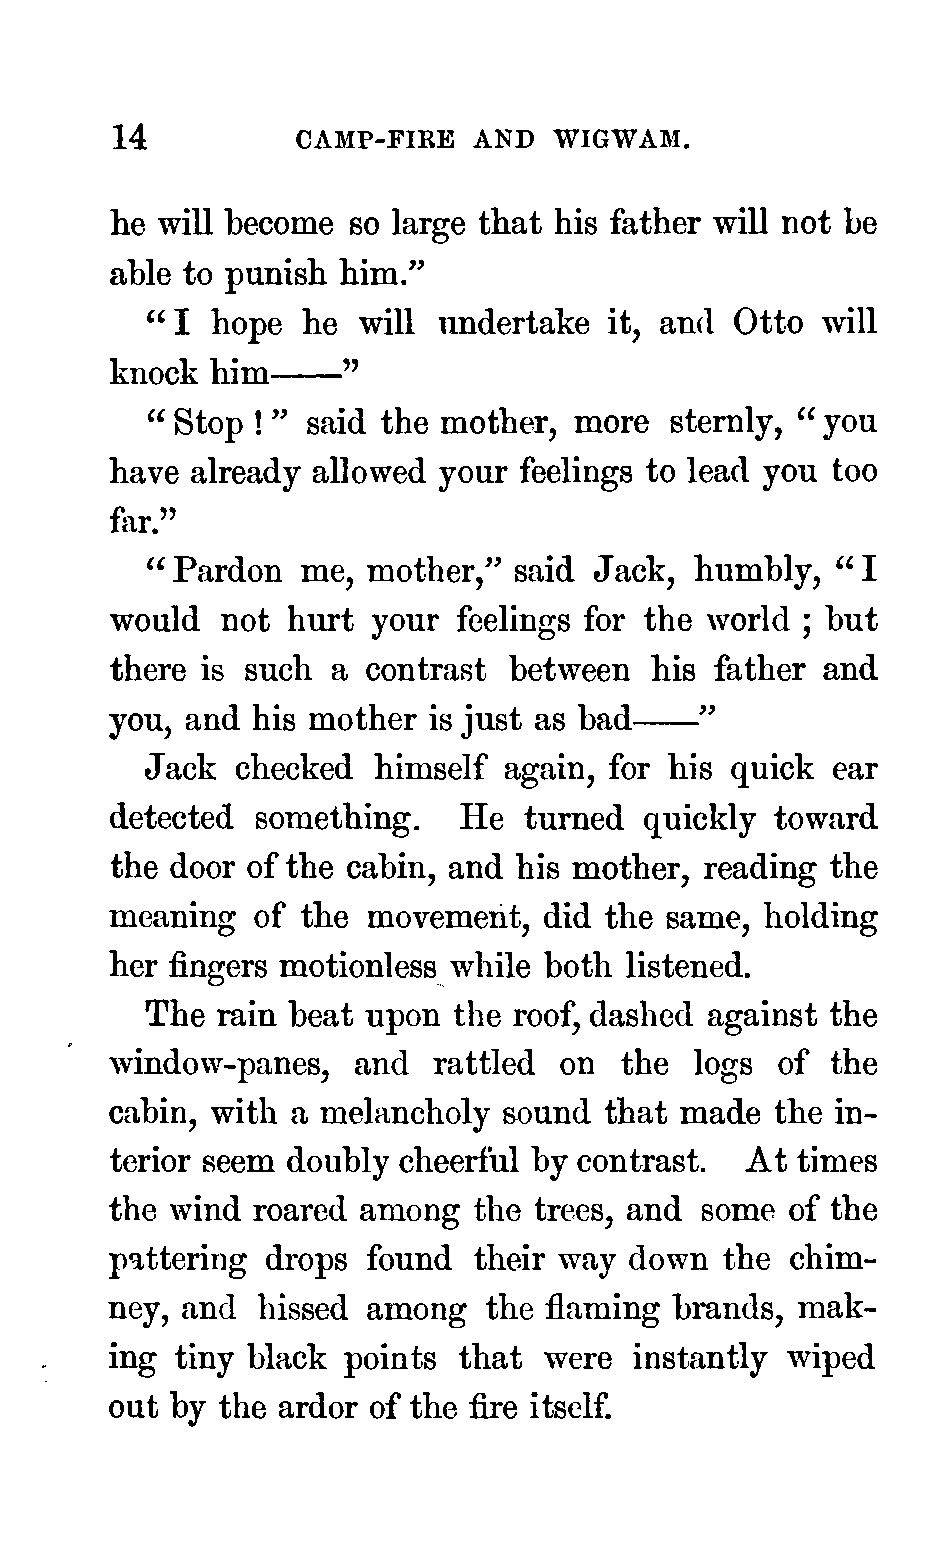 14 CAMP-FIRE AND WIGWAM.
he will become so large that his father will not be
able to punish him.”
“I hope he will undertake it, and Otto will
knock him——”
“Stop!” said the mother, more sternly, “you
have already allowed your feelings to lead you too
far.”
“Pardon me, mother,” said Jack, humbly, “I
would not hurt your feelings for the world; but
there is such a contrast between his father and
you, and his mother is just as bad——”
Jack checked himself again, for his quick ear
detected something. He turned quickly toward
the door of the cabin, and his mother, reading the
meaning of the movement, did the same, holding
her fingers motionless while both listened.
The rain beat upon the roof, dashed against the
window-panes, and rattled on the logs of the
cabin, with a melancholy sound that made the in-
terior seem doubly cheerful by contrast. At times
the wind roared among the trees, and some of the
pattering drops found their way down the chim-
ney, and hissed among the flaming brands, mak-
ing tiny black points that were instantly wiped
out by the ardor of the fire itself.